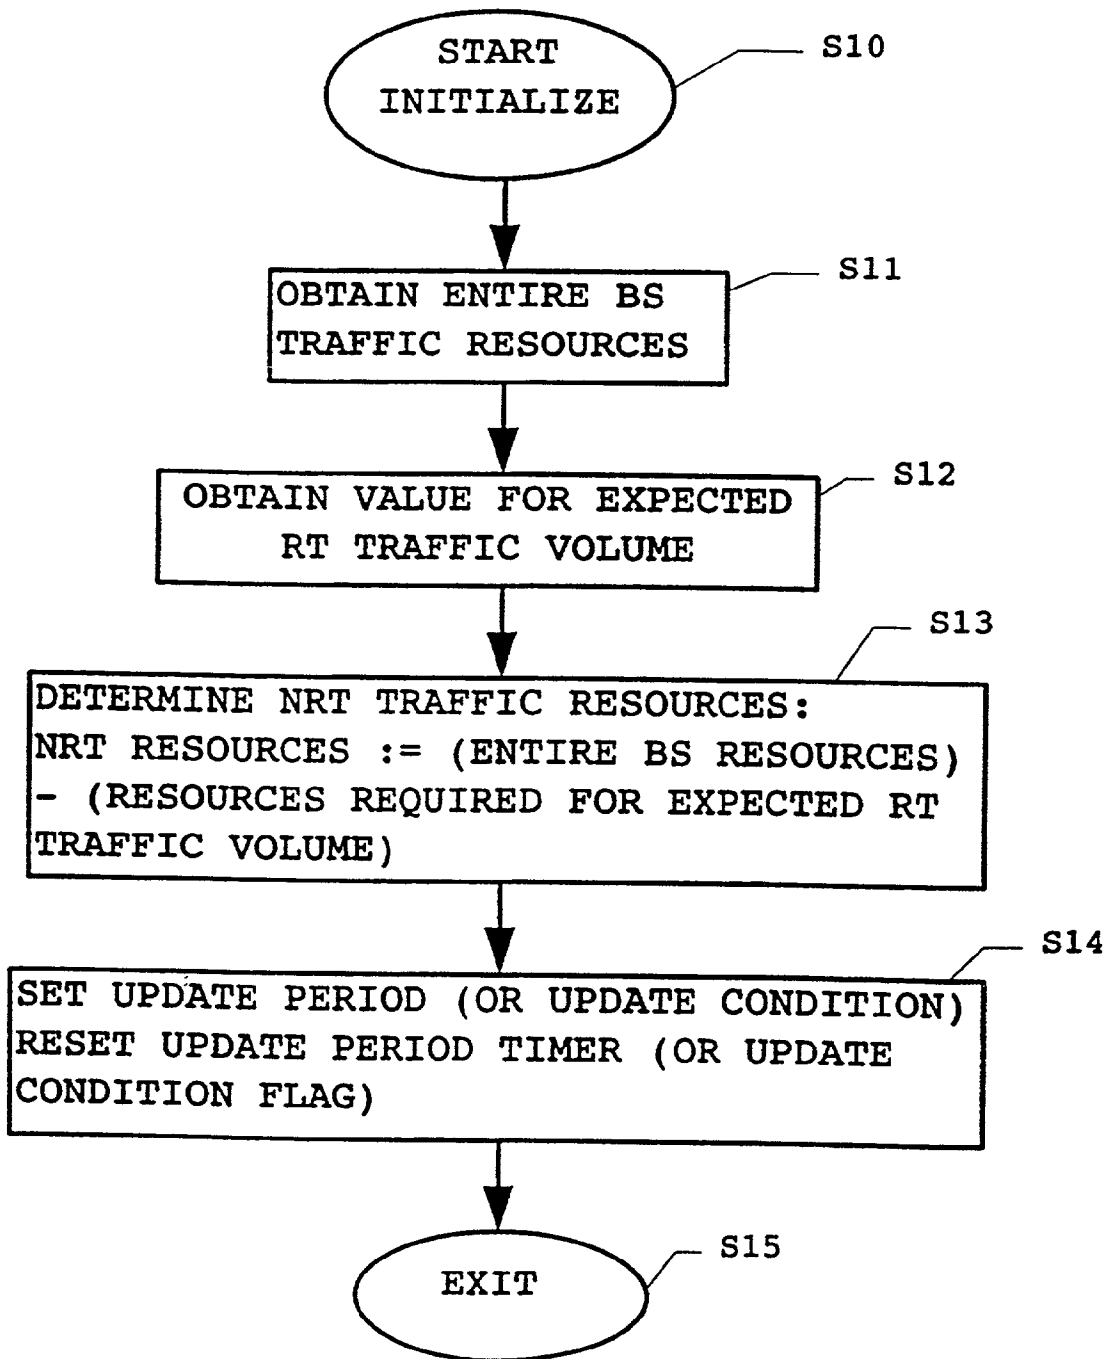 START
INITIALIZE
S10
OBTAIN ENTIRE BS
TRAFFIC RESOURCES
S11
OBTAIN VALUE FOR EXPECTED
RT TRAFFIC VOLUME
S12
DETERMINE NRT TRAFFIC RESOURCES:
NRT RESOURCES := (ENTIRE BS RESOURCES)
- (RESOURCES REQUIRED FOR EXPECTED RT
TRAFFIC VOLUME)
S13
SET UPDATE PERIOD (OR UPDATE CONDITION)
RESET UPDATE PERIOD TIMER (OR UPDATE
CONDITION FLAG)
S14
EXIT
S15